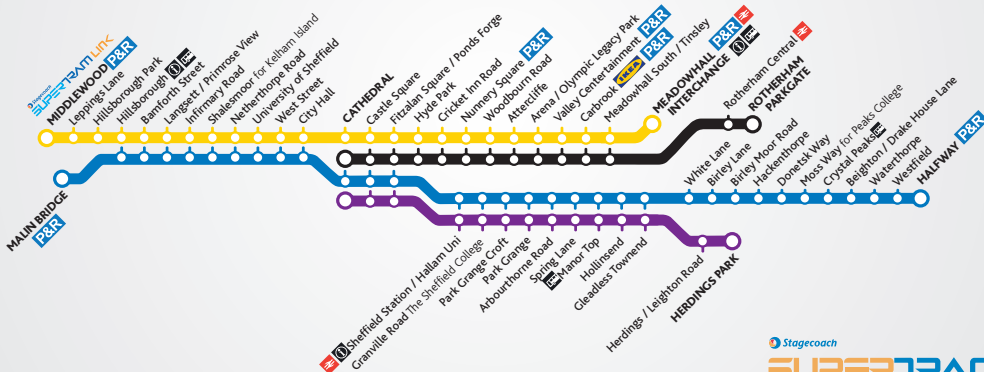 Stagecoach
SUPERTRAM LINK
MIDDLEWOOD P&R
Leppings Lane
Hillsborough Park
Hillsborough
Bamforth Street
Langsett / Primrose View
Infirmary Road
Shalesmoor for Kelham Island
Netherthorpe Road
University of Sheffield
West Street
City Hall
CATHEDRAL
Castle Square
Fitzalan Square / Ponds Forge
Hyde Park
Cricket Inn Road
Nunnery Square P&R
Woodbourn Road
Attercliffe
Arena / Olympic Legacy Park
Valley Entertainment P&R
Carbrook IKEA P&R
Meadowhall South / Tinsley
MEADOWHALL P&R
INTERCHANGE
Rotherham Central
ROTHERHAM
PARKGATE
MALIN BRIDGE
P&R
White Lane
Birley Lane
Birley Moor Road
Hackenthorpe
Donetsk Way
Moss Way for Peaks College
Crystal Peaks
Beighton / Drake House Lane
Waterthorpe
Westfield
HALFWAY P&R
Sheffield Station / Hallam Uni
Granville Road The Sheffield College
Park Grange Croft
Park Grange
Arbourthorne Road
Spring Lane
Manor Top
Hollinsend
Gleadless Townend
Herdings / Leighton Road
HERDINGS PARK
Stagecoach
SUPERTRAM